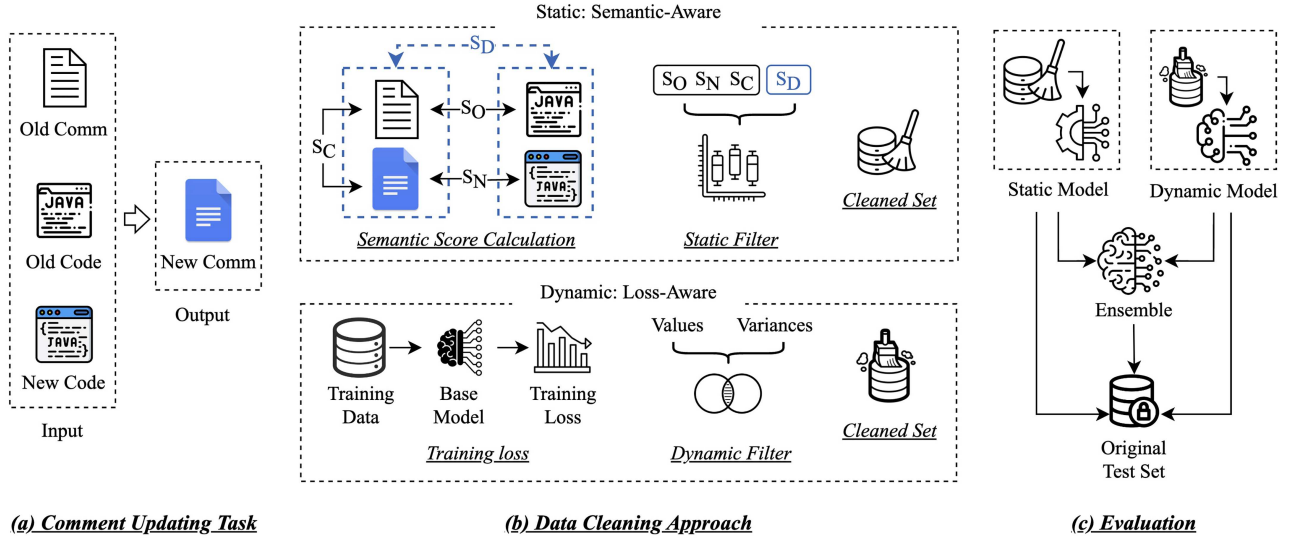 Old Comm
JAVA
Old Code
{
JAVA
}
New Code
Input
New Comm
Output
(a) Comment Updating Task
Static: Semantic-Aware
SD
SC
SO
JAVA
SN
{
JAVA
}
Semantic Score Calculation
SO SN SC SD
Static Filter
Cleaned Set
Dynamic: Loss-Aware
Training
Data
Base
Model
Training
Loss
Training loss
Values Variances
Dynamic Filter
Cleaned Set
(b) Data Cleaning Approach
Static Model
Dynamic Model
Ensemble
Original
Test Set
(c) Evaluation